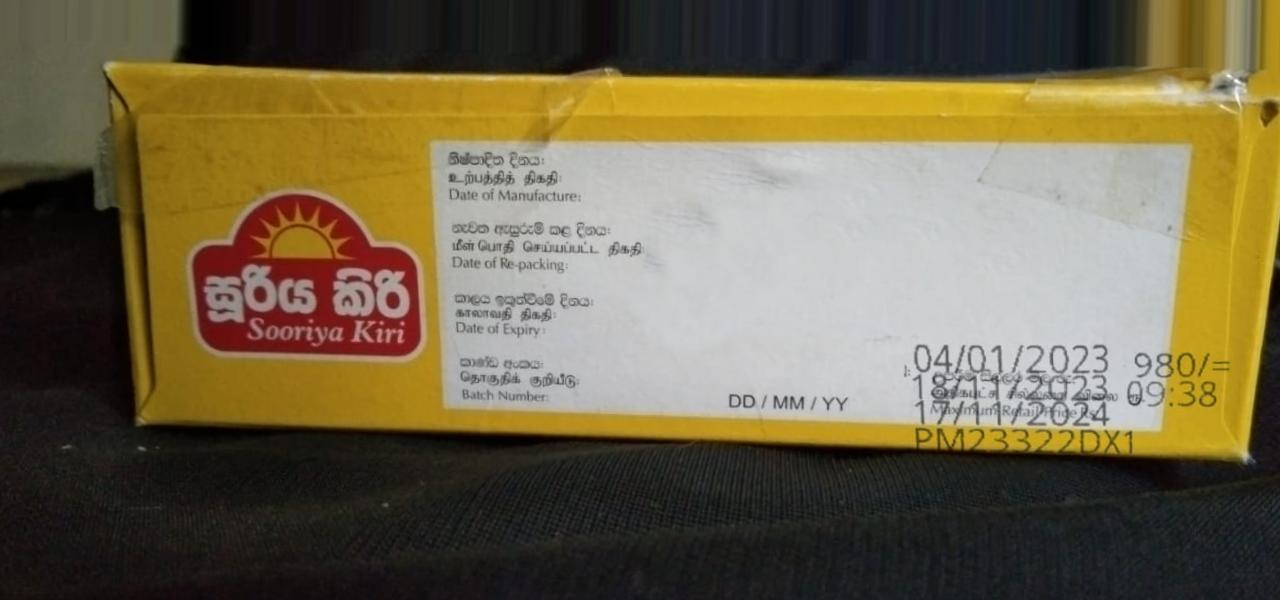 සූරිය කිරි
Sooriya Kiri
නිෂ්පාදිත දිනය:
உற்பத்தித் திகதி:
Date of Manufacture:
නැවත ඇසුරුම් කළ දිනය:
மீள் பொதி செய்யப்பட்ட திகதி:
Date of Re-packing:
කාලය ඉකුත්වීමේ දිනය:
காலாவதி திகதி:
Date of Expiry:
කාණ්ඩ අංකය:
தொகுதிக் குறியீடு:
Batch Number:
DD / MM / YY
04/01/2023 980/=
18/11/2023 09:38
17/11/2024
Maximum Retail Price Rs.
PM23322DX1